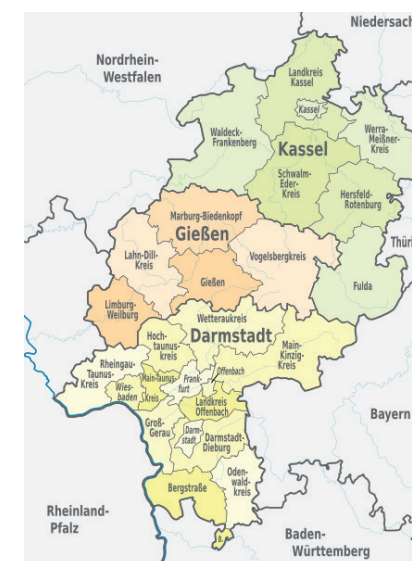 Niedersach
Nordrhein-
Westfalen
Landkreis
Kassel
Kassel
Waldeck-
Frankenberg
Werra-
Meißner-
Kreis
Kassel
Schwalm-
Eder-
Kreis
Hersfeld-
Rotenburg
Marburg-Biedenkopf
Gießen
Lahn-Dill-
Kreis
Vogelsbergkreis
Thüri
Gießen
Fulda
Limburg-
Weilburg
Wetteraukreis
Darmstadt
Hoch-
taunus-
kreis
Main-
Kinzig-
Kreis
Rheingau-
Taunus-
Kreis
Offenbach
Main-Taunus-
Kreis
Frank-
furt
Wies-
baden
Landkreis
Offenbach
Groß-
Gerau
Darm-
stadt
Darmstadt-
Dieburg
Bayern
Oden-
wald-
kreis
Bergstraße
Rheinland-
Pfalz
B.
Baden-
Württemberg